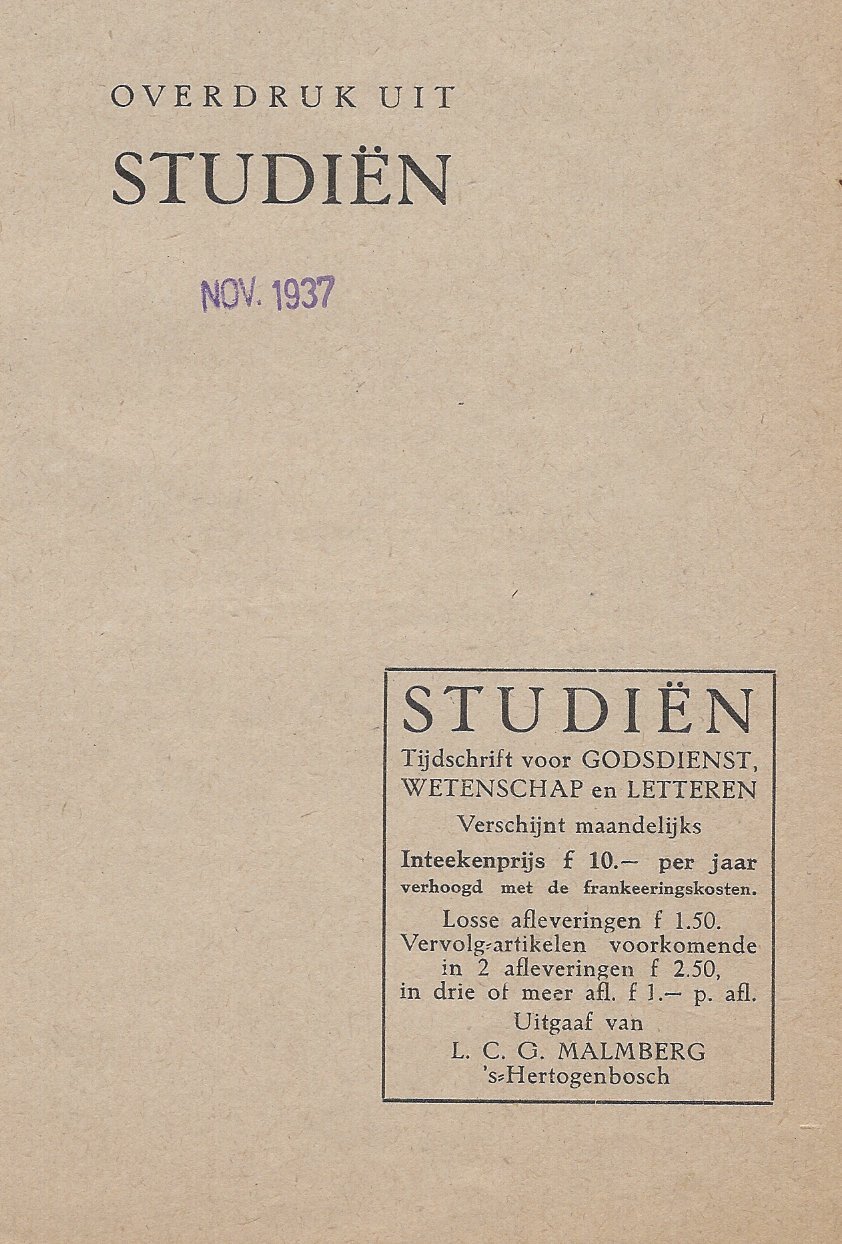 OVERDRUK UIT
STUDIËN
NOV. 1937
STUDIËN
Tijdschrift voor GODSDIENST,
WETENSCHAP en LETTEREN
Verschijnt maandelijks
Inteekenprijs f 10.— per jaar
verhoogd met de frankeeringskosten.
Losse afleveringen f 1.50.
Vervolg-artikelen voorkomende
in 2 afleveringen f 2.50,
in drie of meer afl. f 1.— p. afl.
Uitgaaf van
L. C. G. MALMBERG
's-Hertogenbosch